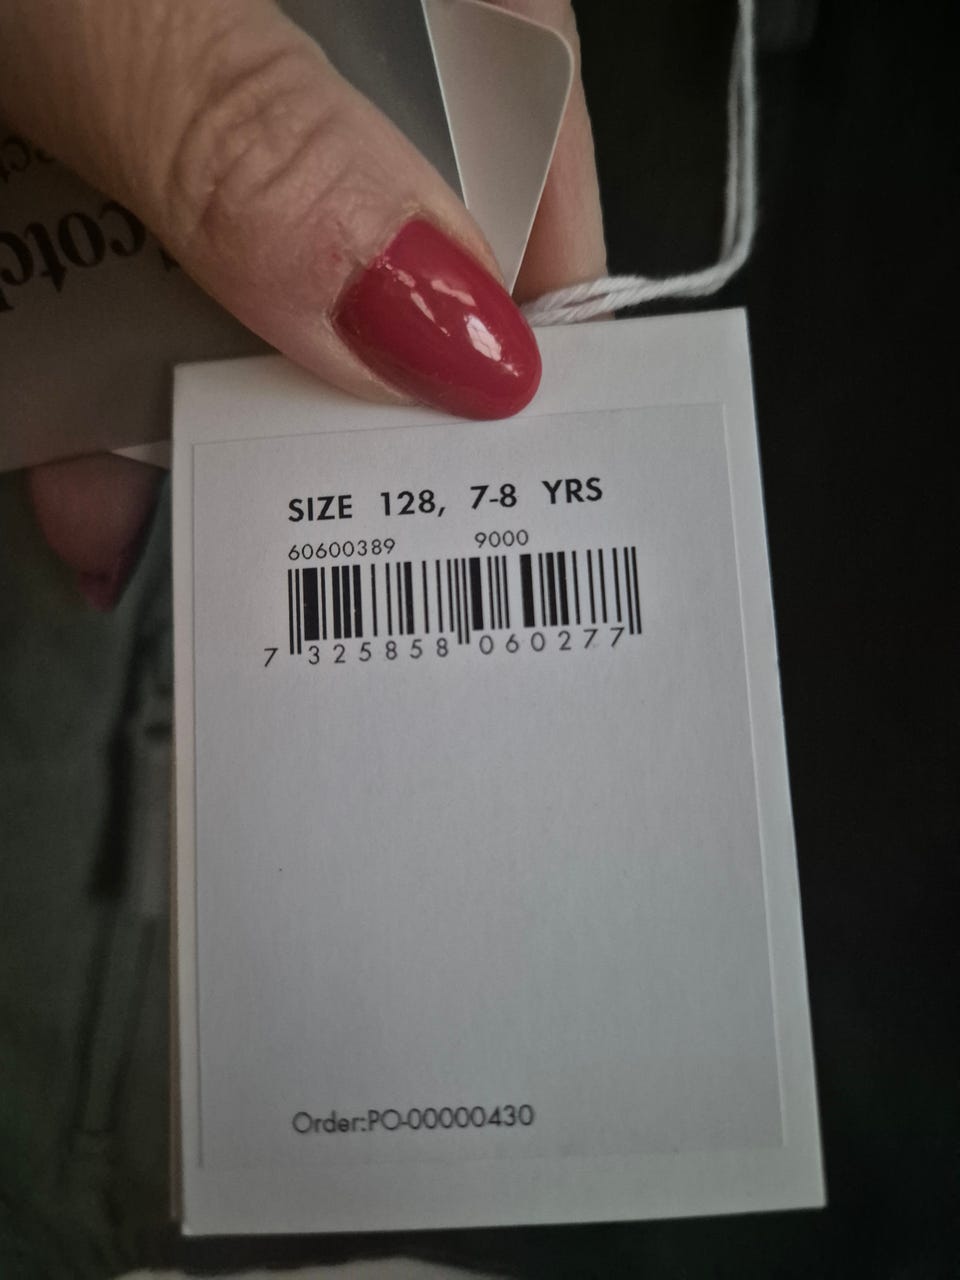 SIZE 128, 7-8 YRS
60600389 9000
7 325858 060277
Order:PO-00000430